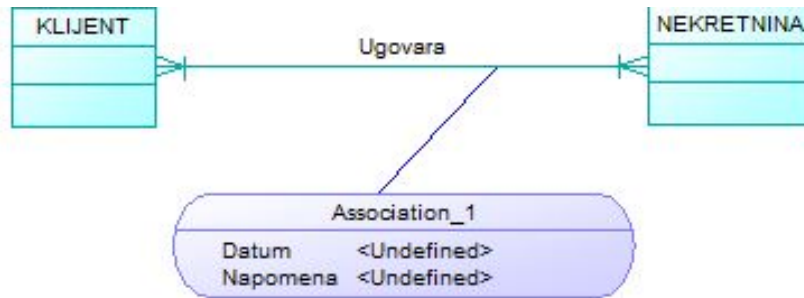 KLIJENT
NEKRETNINA
Ugovara
Association_1
Datum <Undefined>
Napomena <Undefined>